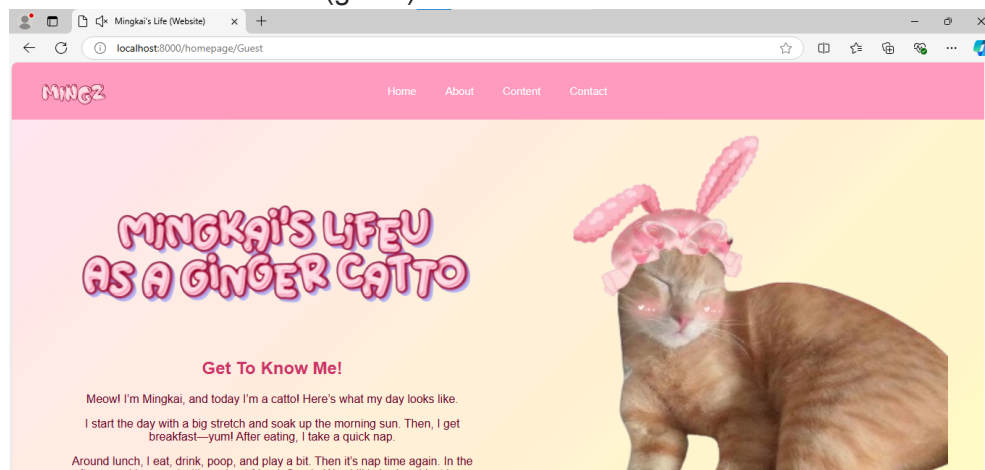 Mingkai's Life (Website)
localhost:8000/homepage/Guest
MINGZ
Home About Content Contact
MINGKAI'S LIFEU
AS A GINGER CATTO
Get To Know Me!
Meow! I'm Mingkai, and today I'm a catto! Here's what my day looks like.
I start the day with a big stretch and soak up the morning sun. Then, I get
breakfast—yum! After eating, I take a quick nap.
Around lunch, I eat, drink, poop, and play a bit. Then it's nap time again. In the